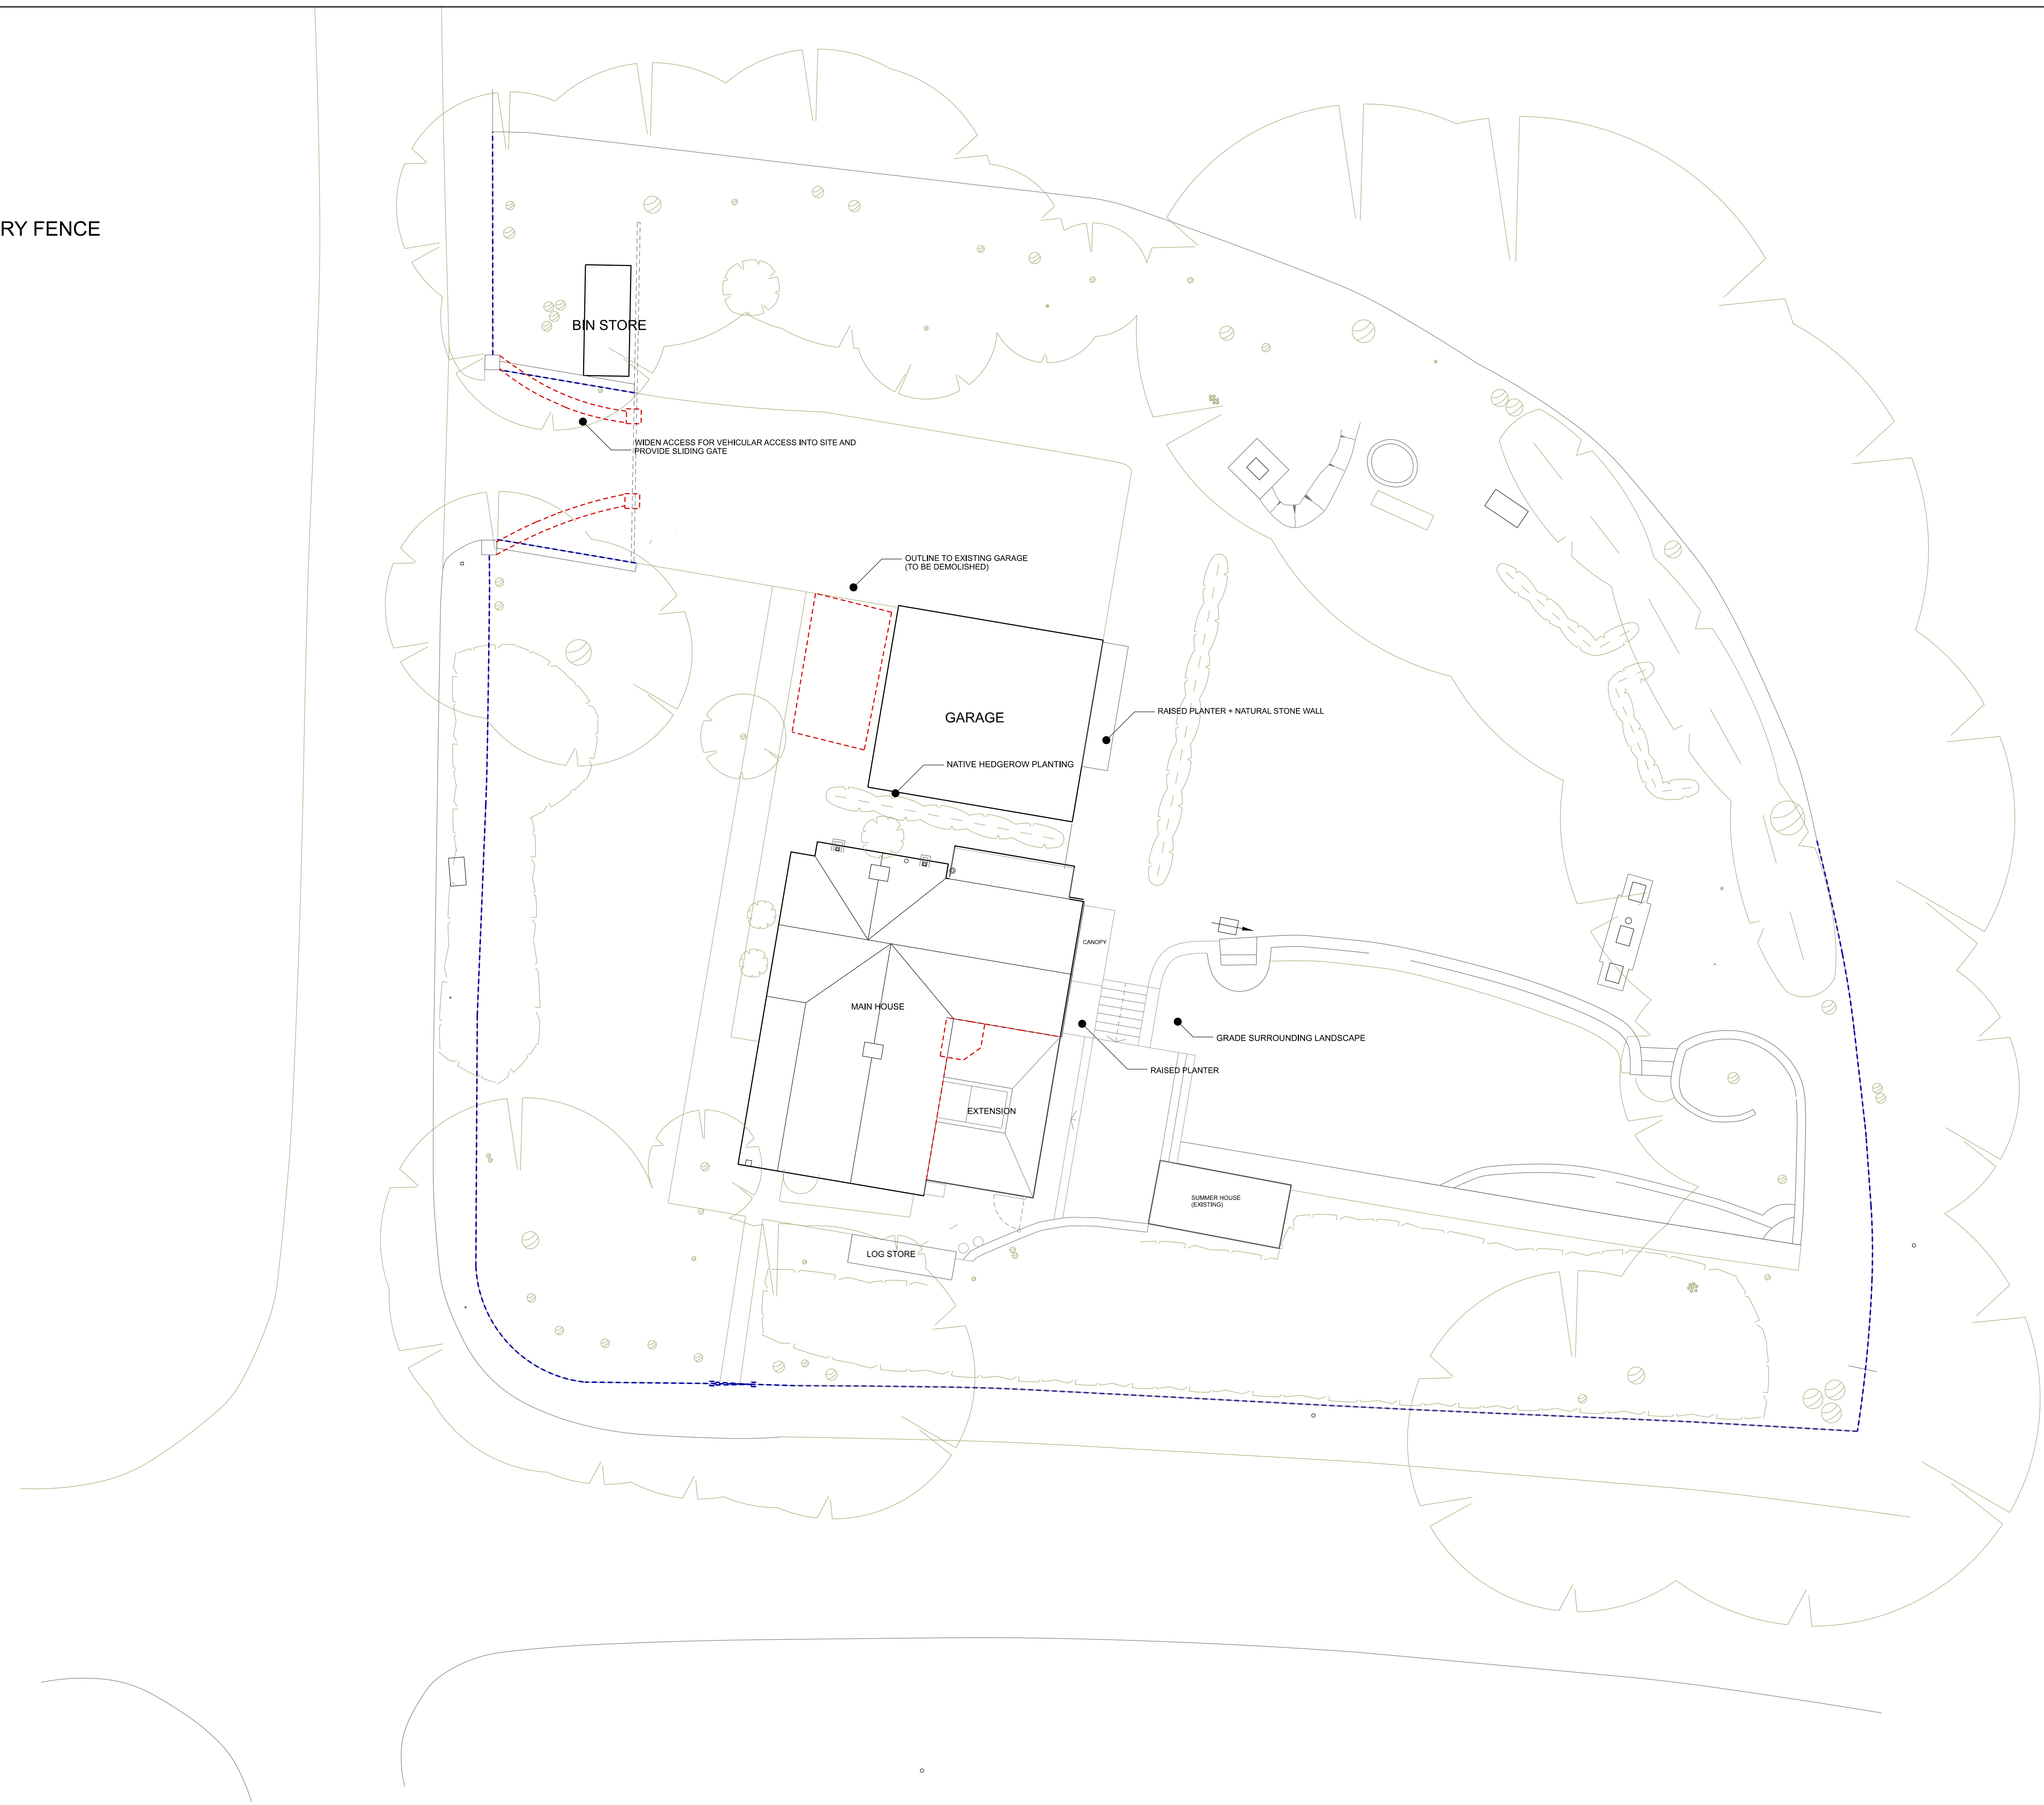 RY FENCE
BIN STORE
WIDEN ACCESS FOR VEHICULAR ACCESS INTO SITE AND
PROVIDE SLIDING GATE
OUTLINE TO EXISTING GARAGE
(TO BE DEMOLISHED)
GARAGE
RAISED PLANTER + NATURAL STONE WALL
NATIVE HEDGEROW PLANTING
CANOPY
MAIN HOUSE
GRADE SURROUNDING LANDSCAPE
RAISED PLANTER
EXTENSION
SUMMER HOUSE
(EXISTING)
LOG STORE